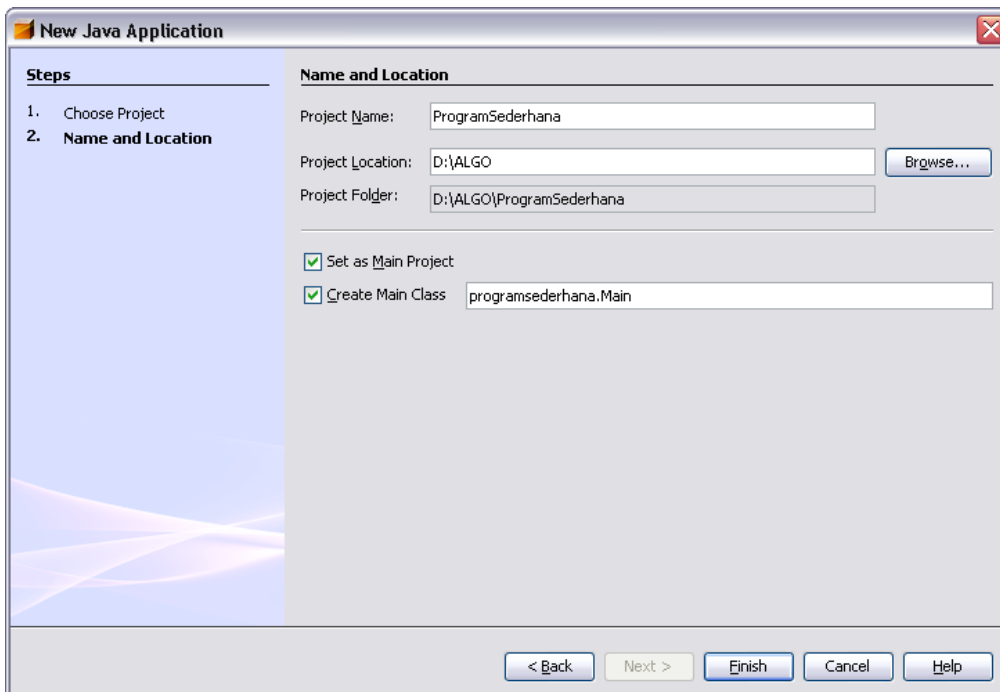 New Java Application
Steps
1. Choose Project
2. Name and Location
Name and Location
Project Name: ProgramSederhana
Project Location: D:\ALGO Browse...
Project Folder: D:\ALGO\ProgramSederhana
Set as Main Project
Create Main Class programsederhana.Main
< Back Next > Finish Cancel Help